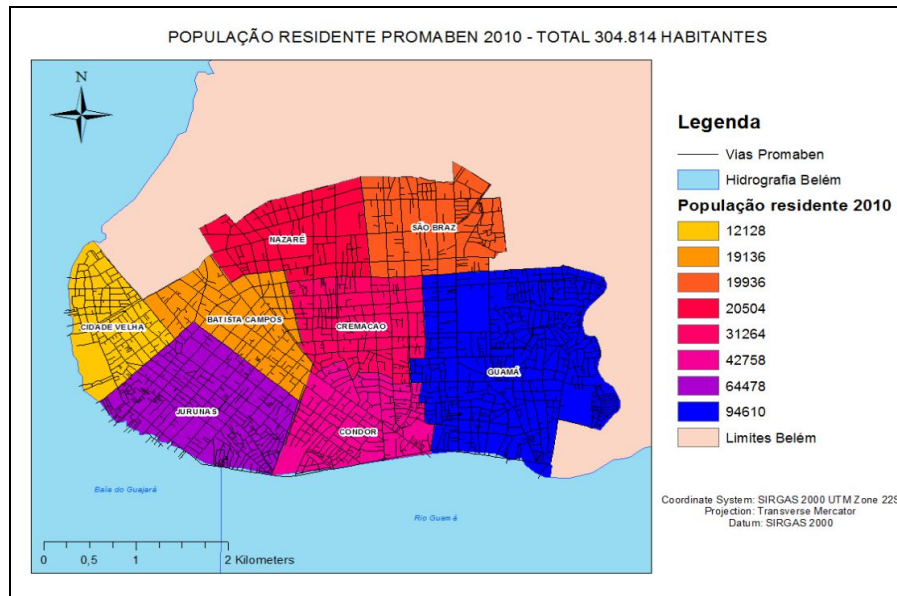 POPULAÇÃO RESIDENTE PROMABEN 2010 - TOTAL 304.814 HABITANTES
N
NAZARÉ
SÃO BRAZ
CIDADE VELHA
BATISTA CAMPOS
CREMACAO
GUAMÁ
JURUNAS
CONDOR
Baía do Guajará
Rio Guamá
0 0,5 1 2 Kilometers
Legenda
Vias Promaben
Hidrografia Belém
População residente 2010
12128
19136
19936
20504
31264
42758
64478
94610
Limites Belém
Coordinate System: SIRGAS 2000 UTM Zone 22S
Projection: Transverse Mercator
Datum: SIRGAS 2000